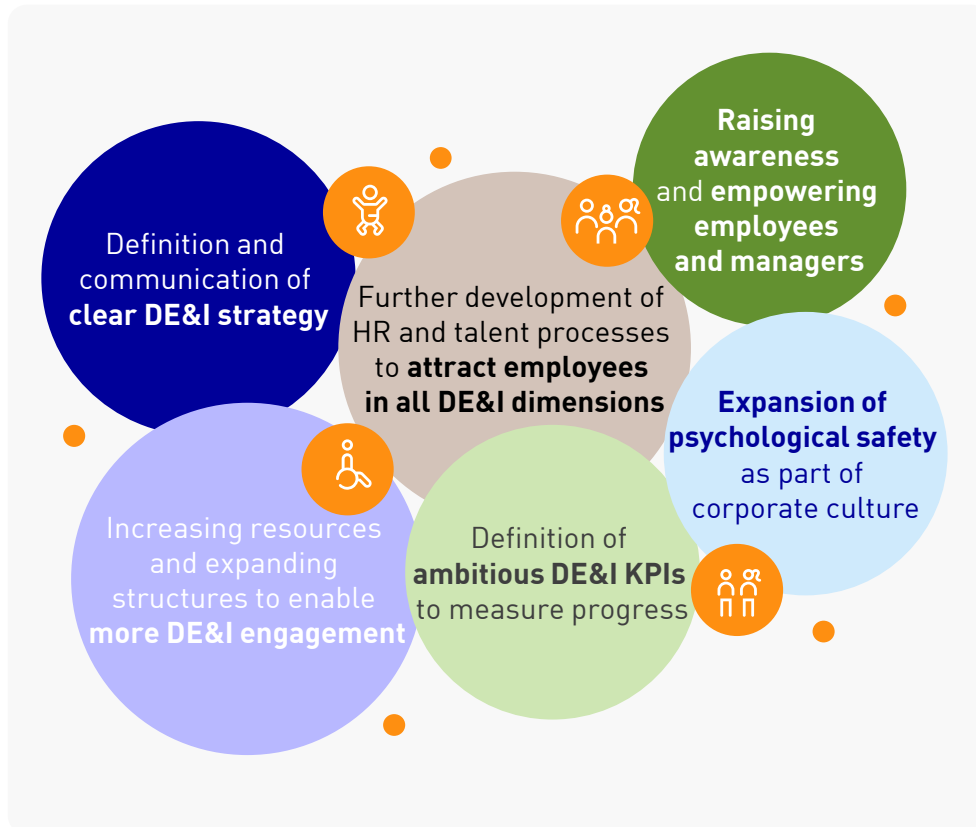 Definition and
communication of
clear DE&I strategy
Further development of
HR and talent processes
to attract employees
in all DE&I dimensions
Raising
awareness
and empowering
employees
and managers
Increasing resources
and expanding
structures to enable
more DE&I engagement
Definition of
ambitious DE&I KPIs
to measure progress
Expansion of
psychological safety
as part of
corporate culture